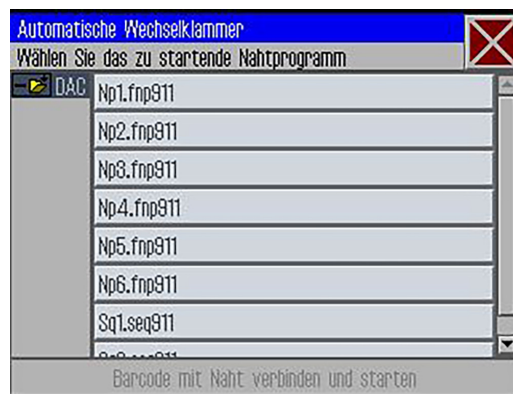 Automatische Wechselklammer
Wählen Sie das zu startende Nahtprogramm
DAC
Np1.fnp911
Np2.fnp911
Np3.fnp911
Np4.fnp911
Np5.fnp911
Np6.fnp911
Sq1.seq911
Barcode mit Naht verbinden und starten